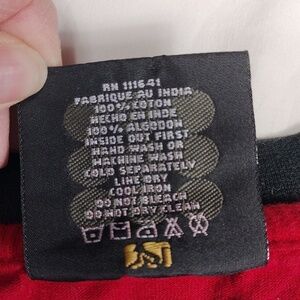 RN 111641
FABRIQUE AU INDIA
100% COTON
HECHO EN INDE
100% ALGODON
INSIDE OUT FIRST
HAND WASH OR
MACHINE WASH
COLD SEPARATELY
LINE DRY
COOL IRON
DO NOT BLEACH
DO NOT DRY CLEAN